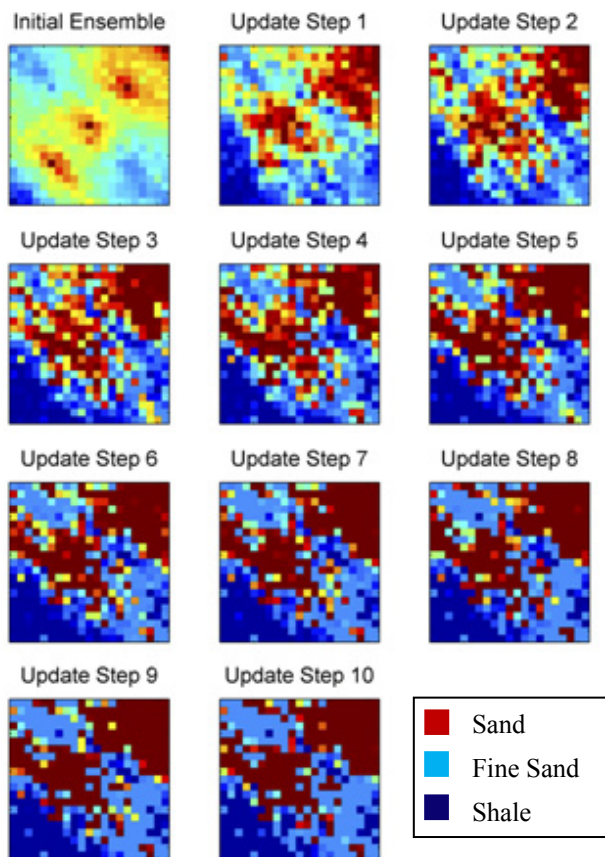 Initial Ensemble
Update Step 1
Update Step 2
Update Step 3
Update Step 4
Update Step 5
Update Step 6
Update Step 7
Update Step 8
Update Step 9
Update Step 10
Sand
Fine Sand
Shale